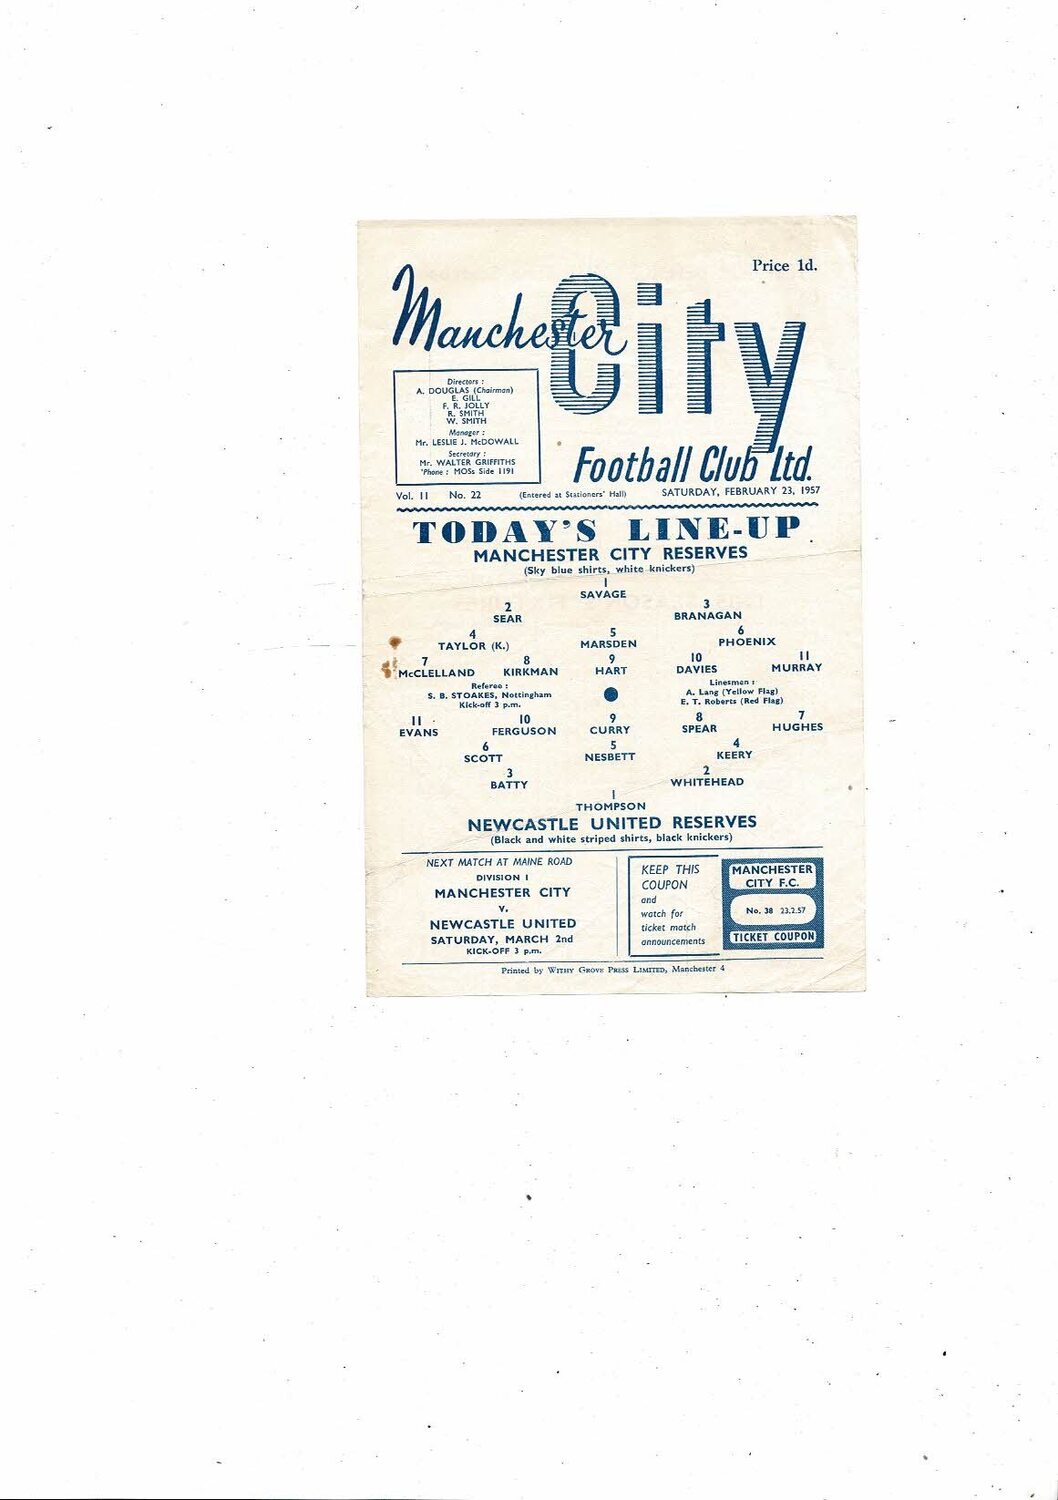 Price 1d.
Manchester City
Football Club Ltd.
Directors :
A. DOUGLAS (Chairman)
E. GILL
F. R. JOLLY
R. SMITH
W. SMITH
Manager :
Mr. LESLIE J. McDOWALL
Secretary :
Mr. WALTER GRIFFITHS
'Phone : MOSs Side 1191
Vol. 11 No. 22 (Entered at Stationers' Hall) SATURDAY, FEBRUARY 23, 1957
TODAY'S LINE-UP
MANCHESTER CITY RESERVES
(Sky blue shirts, white knickers)
1
SAVAGE
2 3
SEAR BRANAGAN
4 5 6
TAYLOR (K.) MARSDEN PHOENIX
7 8 9 10 11
McCLELLAND KIRKMAN HART DAVIES MURRAY
Referee :
S. B. STOAKES, Nottingham
Kick-off 3 p.m.
Linesmen :
A. Lang (Yellow Flag)
E. T. Roberts (Red Flag)
11 10 9 8 7
EVANS FERGUSON CURRY SPEAR HUGHES
6 5 4
SCOTT NESBETT KEERY
3 2
BATTY WHITEHEAD
1
THOMPSON
NEWCASTLE UNITED RESERVES
(Black and white striped shirts, black knickers)
NEXT MATCH AT MAINE ROAD
DIVISION I
MANCHESTER CITY
v.
NEWCASTLE UNITED
SATURDAY, MARCH 2nd
KICK-OFF 3 p.m.
KEEP THIS
COUPON
and
watch for
ticket match
announcements
MANCHESTER
CITY F.C.
No. 38 23.2.57
TICKET COUPON
Printed by WITHY GROVE PRESS LIMITED, Manchester 4